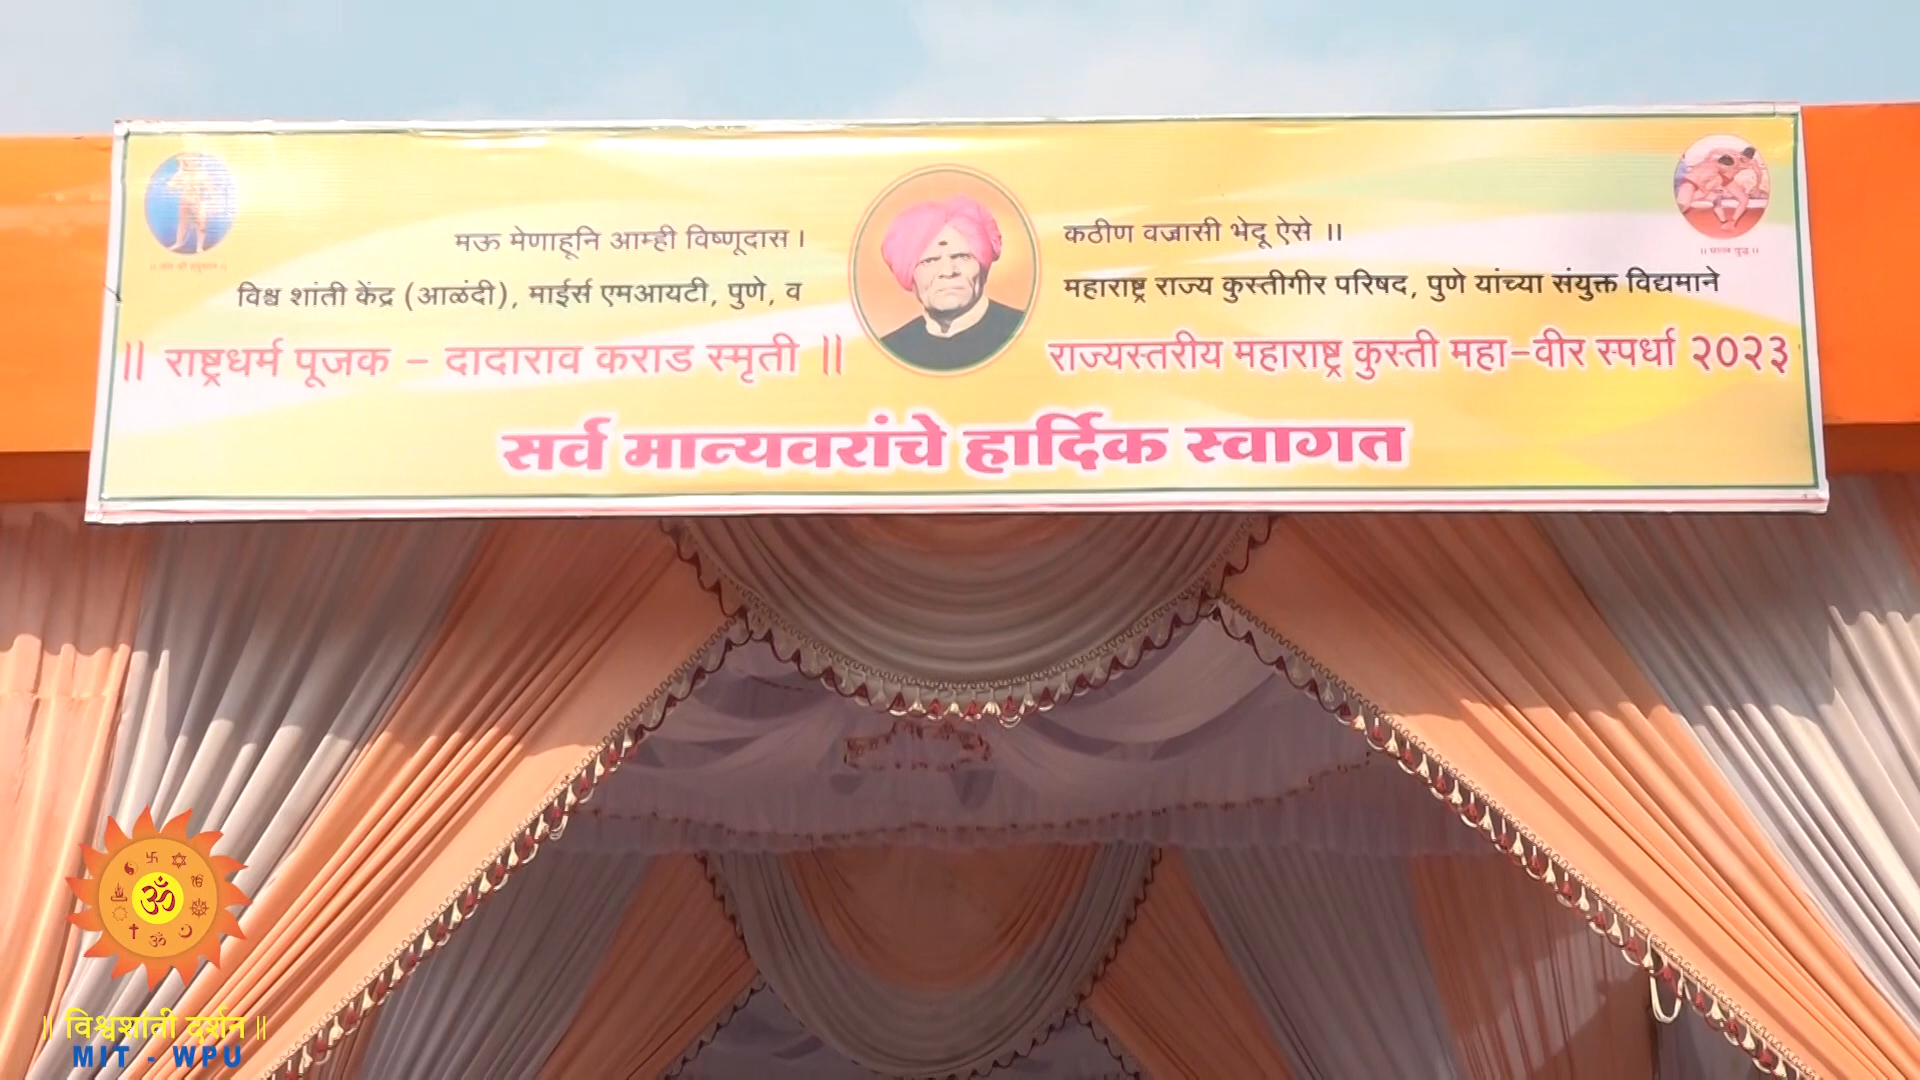 मऊ मेणाहूनि आम्ही विष्णूदास । कठीण वज्रासी भेदू ऐसे ॥
विश्व शांती केंद्र (आळंदी), माईर्स एमआयटी, पुणे, व महाराष्ट्र राज्य कुस्तीगीर परिषद, पुणे यांच्या संयुक्त विद्यमाने
॥ राष्ट्रधर्म पूजक – दादाराव कराड स्मृती ॥ राज्यस्तरीय महाराष्ट्र कुस्ती महा–वीर स्पर्धा २०२३
सर्व मान्यवरांचे हार्दिक स्वागत
॥ विश्वशांती दर्शन ॥
MIT - WPU